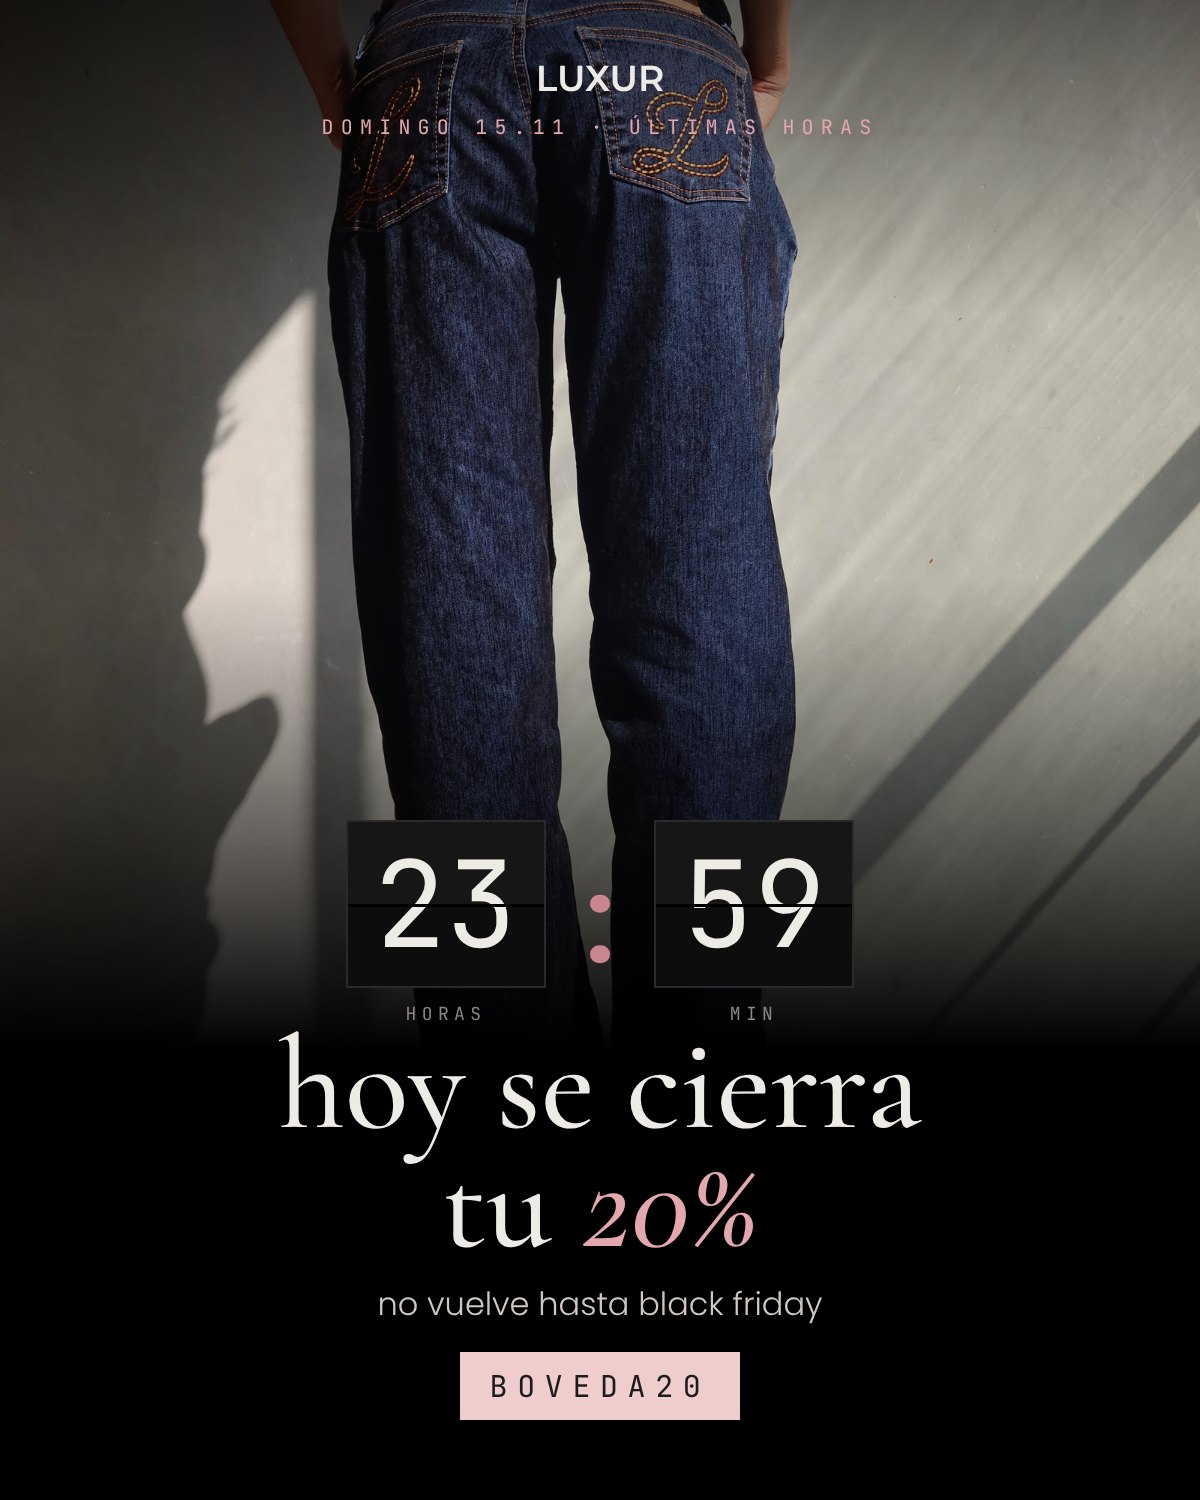 LUXUR
DOMINGO 15.11 · ÚLTIMAS HORAS
L L
23 : 59
HORAS MIN
hoy se cierra
tu 20%
no vuelve hasta black friday
BOVEDA20